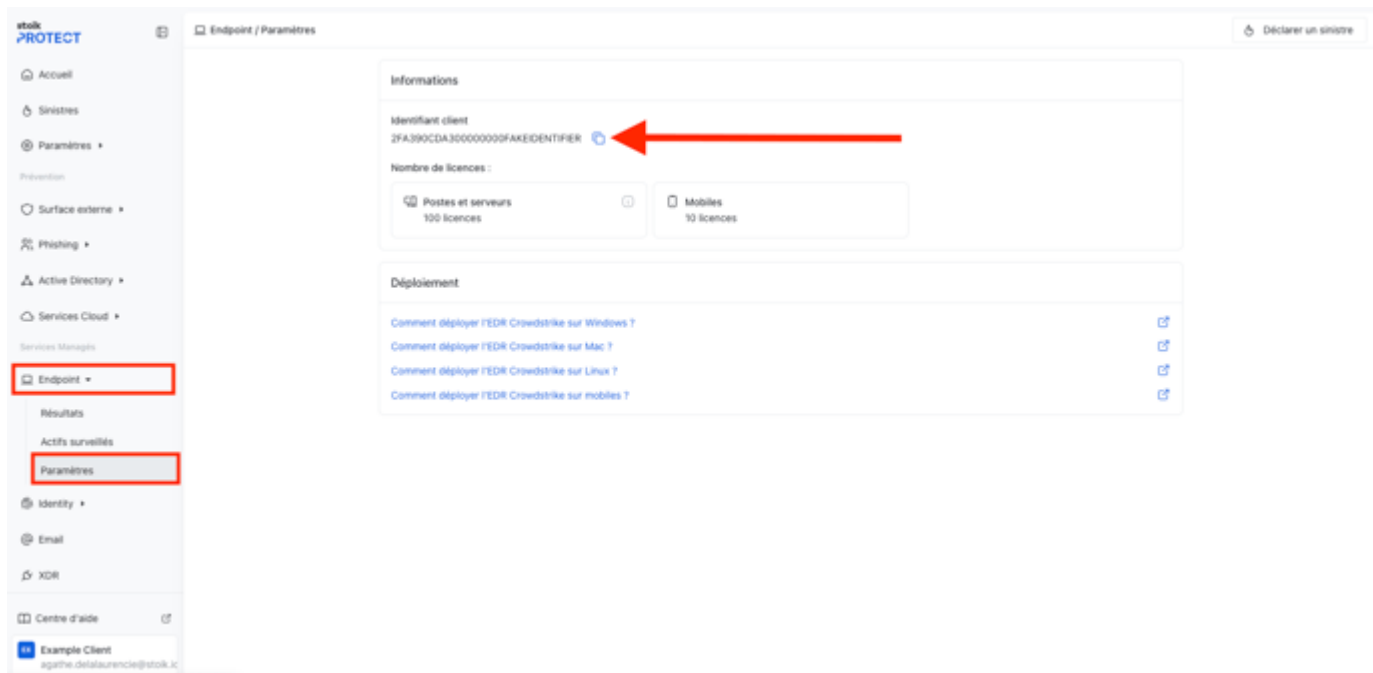 stoik
PROTECT
Endpoint / Paramètres
Déclarer un sinistre
Accueil
Sinistres
Paramètres
Prévention
Surface externe
Phishing
Active Directory
Services Cloud
Services Managés
Endpoint
Résultats
Actifs surveillés
Paramètres
Identity
Email
XDR
Centre d'aide
EX
Example Client
agathe.delalaurencie@stoik.ic
Informations
Identifiant client
2FA390CDA300000000FAKEIDENTIFIER
Nombre de licences :
Postes et serveurs
100 licences
Mobiles
10 licences
Déploiement
Comment déployer l'EDR Crowdstrike sur Windows ?
Comment déployer l'EDR Crowdstrike sur Mac ?
Comment déployer l'EDR Crowdstrike sur Linux ?
Comment déployer l'EDR Crowdstrike sur mobiles ?